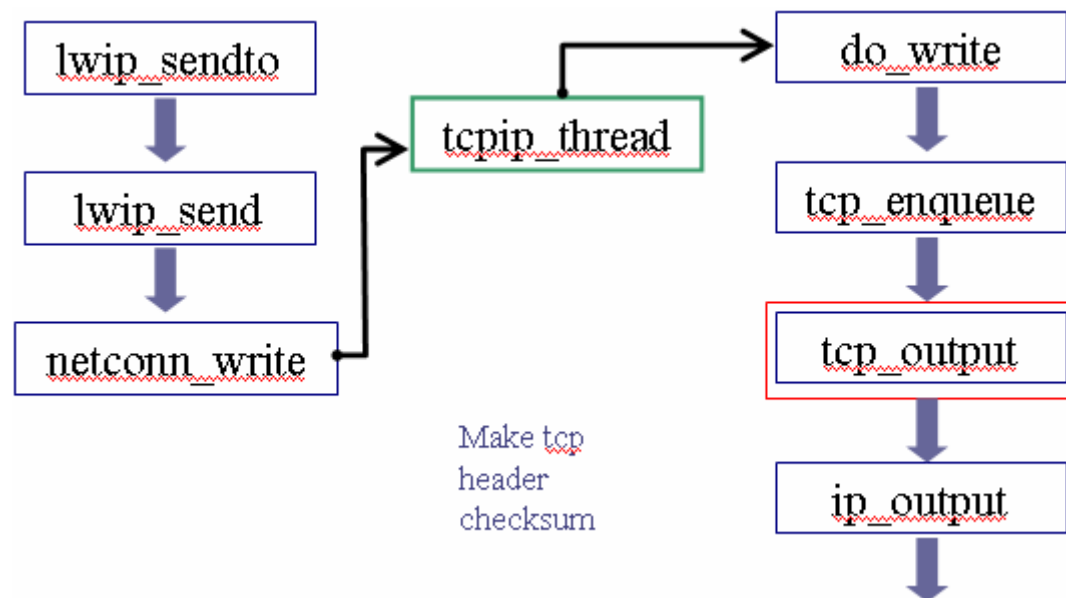 lwip_sendto
lwip_send
netconn_write
tcpip_thread
do_write
tcp_enqueue
tcp_output
ip_output
Make tcp
header
checksum